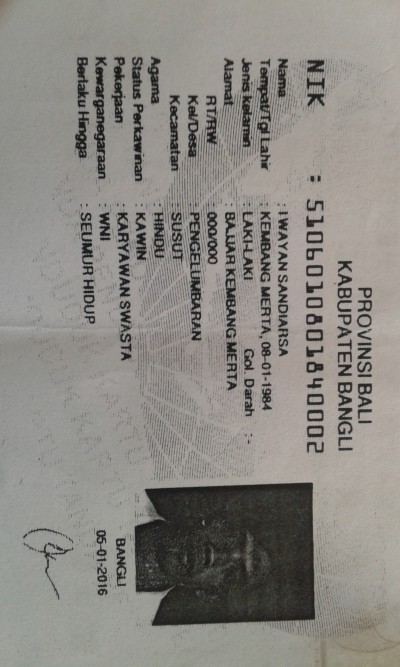 PROVINSI BALI
KABUPATEN BANGLI
NIK : 5106010801840002
Nama : I WAYAN SANDIARSA
Tempat/Tgl Lahir : KEMBANG MERTA, 08-01-1984
Jenis kelamin : LAKI-LAKI Gol. Darah : -
Alamat : BAJJAR KEMBANG MERTA
RT/RW : 000/000
Kel/Desa : PENGELUMBARAN
Kecamatan : SUSUT
Agama : HINDU
Status Perkawinan : KAWIN
Pekerjaan : KARYAWAN SWASTA
Kewarganegaraan : WNI
Berlaku Hingga : SEUMUR HIDUP
BANGLI
05-01-2016